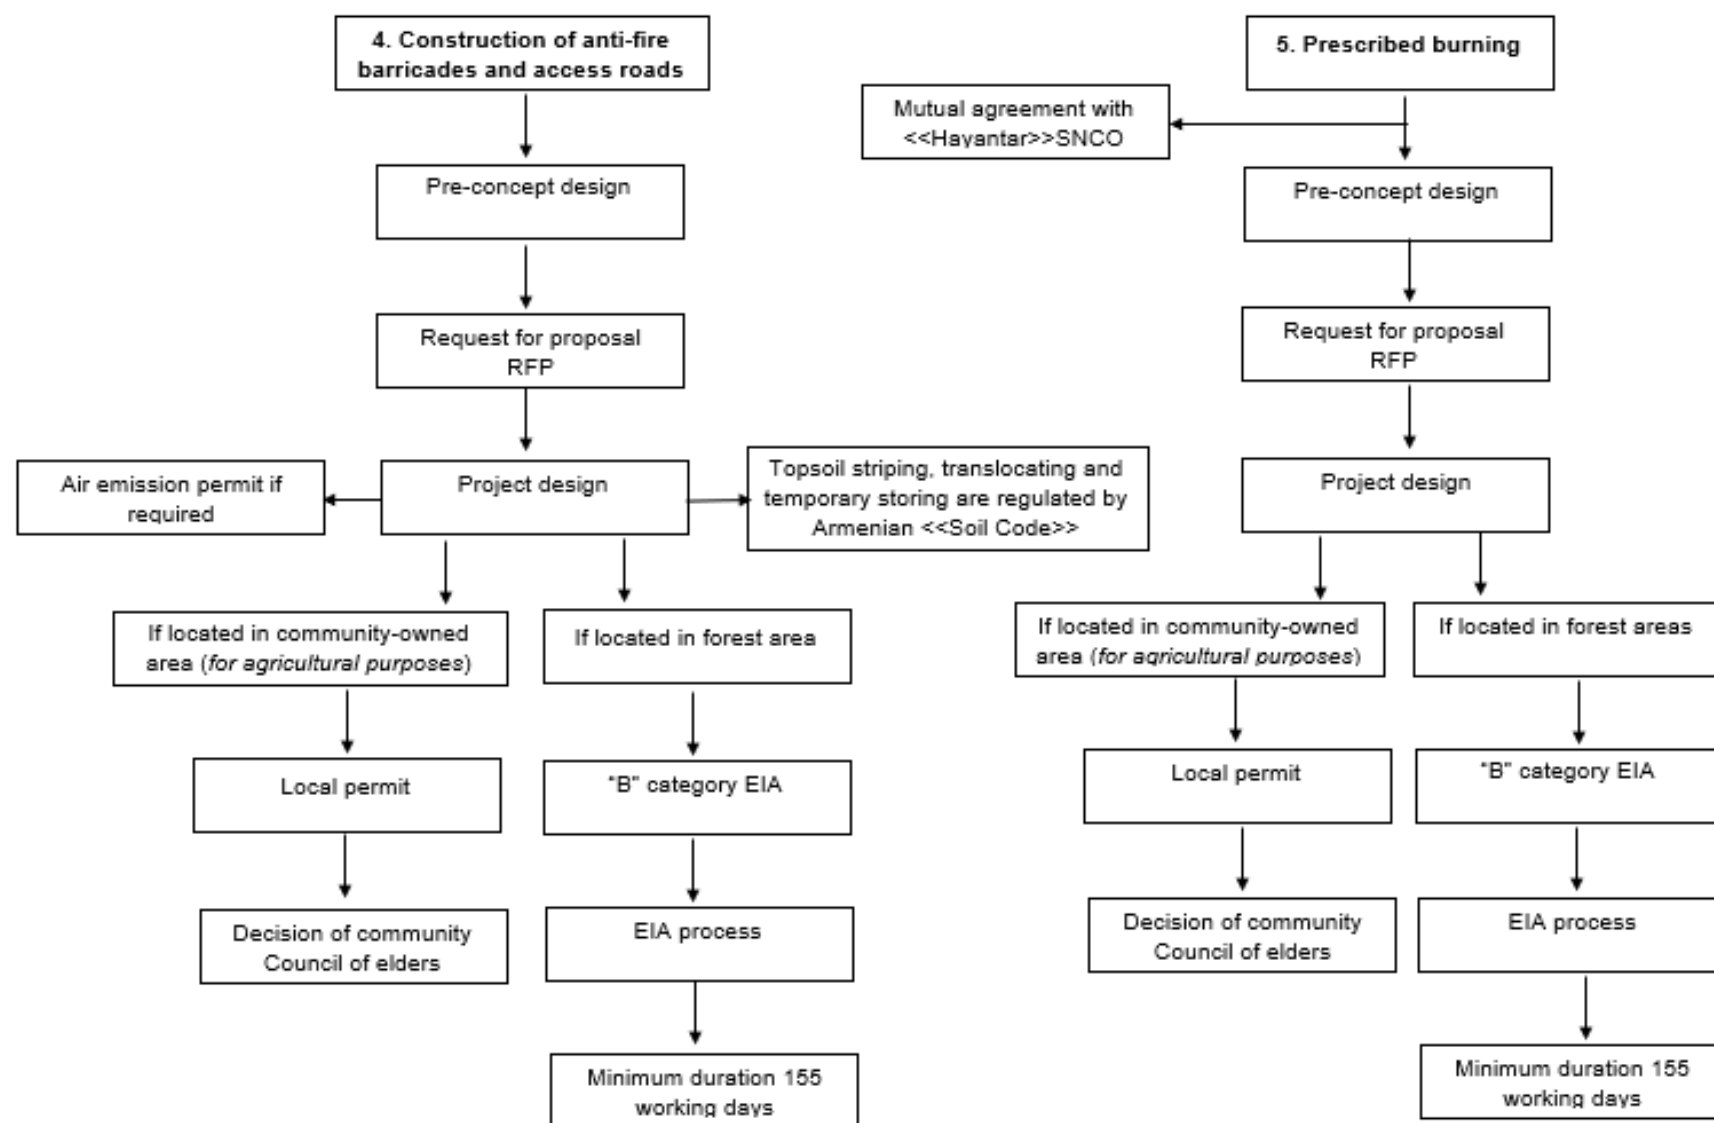 4. Construction of anti-fire
barricades and access roads
Pre-concept design
Request for proposal
RFP
Air emission permit if
required
Project design
Topsoil striping, translocating and
temporary storing are regulated by
Armenian <<Soil Code>>
If located in community-owned
area (for agricultural purposes)
If located in forest area
Local permit
"B" category EIA
Decision of community
Council of elders
EIA process
Minimum duration 155
working days
5. Prescribed burning
Mutual agreement with
<<Hayantar>>SNCO
Pre-concept design
Request for proposal
RFP
Project design
If located in community-owned
area (for agricultural purposes)
If located in forest areas
Local permit
"B" category EIA
Decision of community
Council of elders
EIA process
Minimum duration 155
working days